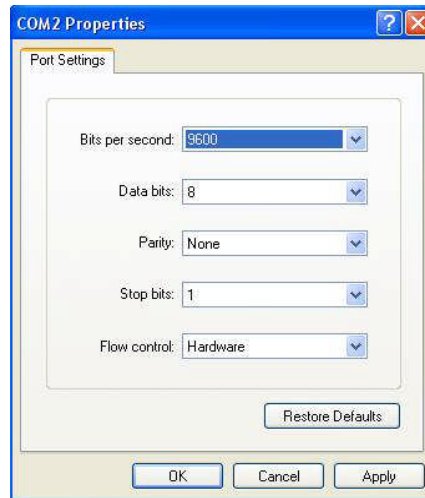 COM2 Properties
Port Settings
Bits per second: 9600
Data bits: 8
Parity: None
Stop bits: 1
Flow control: Hardware
Restore Defaults
OK Cancel Apply